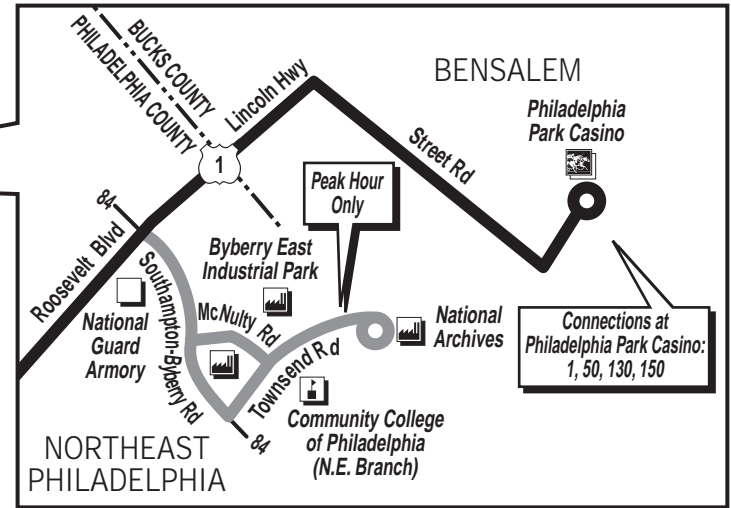 BUCKS COUNTY
PHILADELPHIA COUNTY
Lincoln Hwy
BENSALEM
Philadelphia
Park Casino
Street Rd
1
Peak Hour
Only
84
Roosevelt Blvd
Southampton-Byberry Rd
Byberry East
Industrial Park
McNulty Rd
National
Guard
Armory
Townsend Rd
National
Archives
Connections at
Philadelphia Park Casino:
1, 50, 130, 150
84
Community College
of Philadelphia
(N.E. Branch)
NORTHEAST
PHILADELPHIA